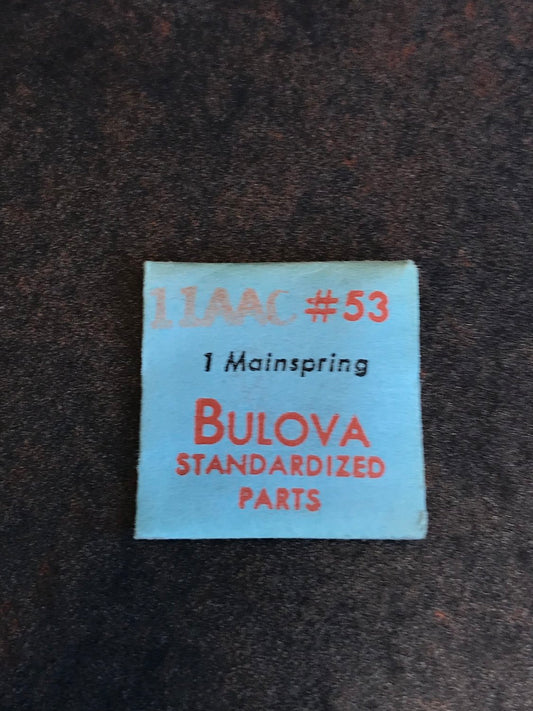 11AAC #53
1 Mainspring
BULOVA
STANDARDIZED
PARTS